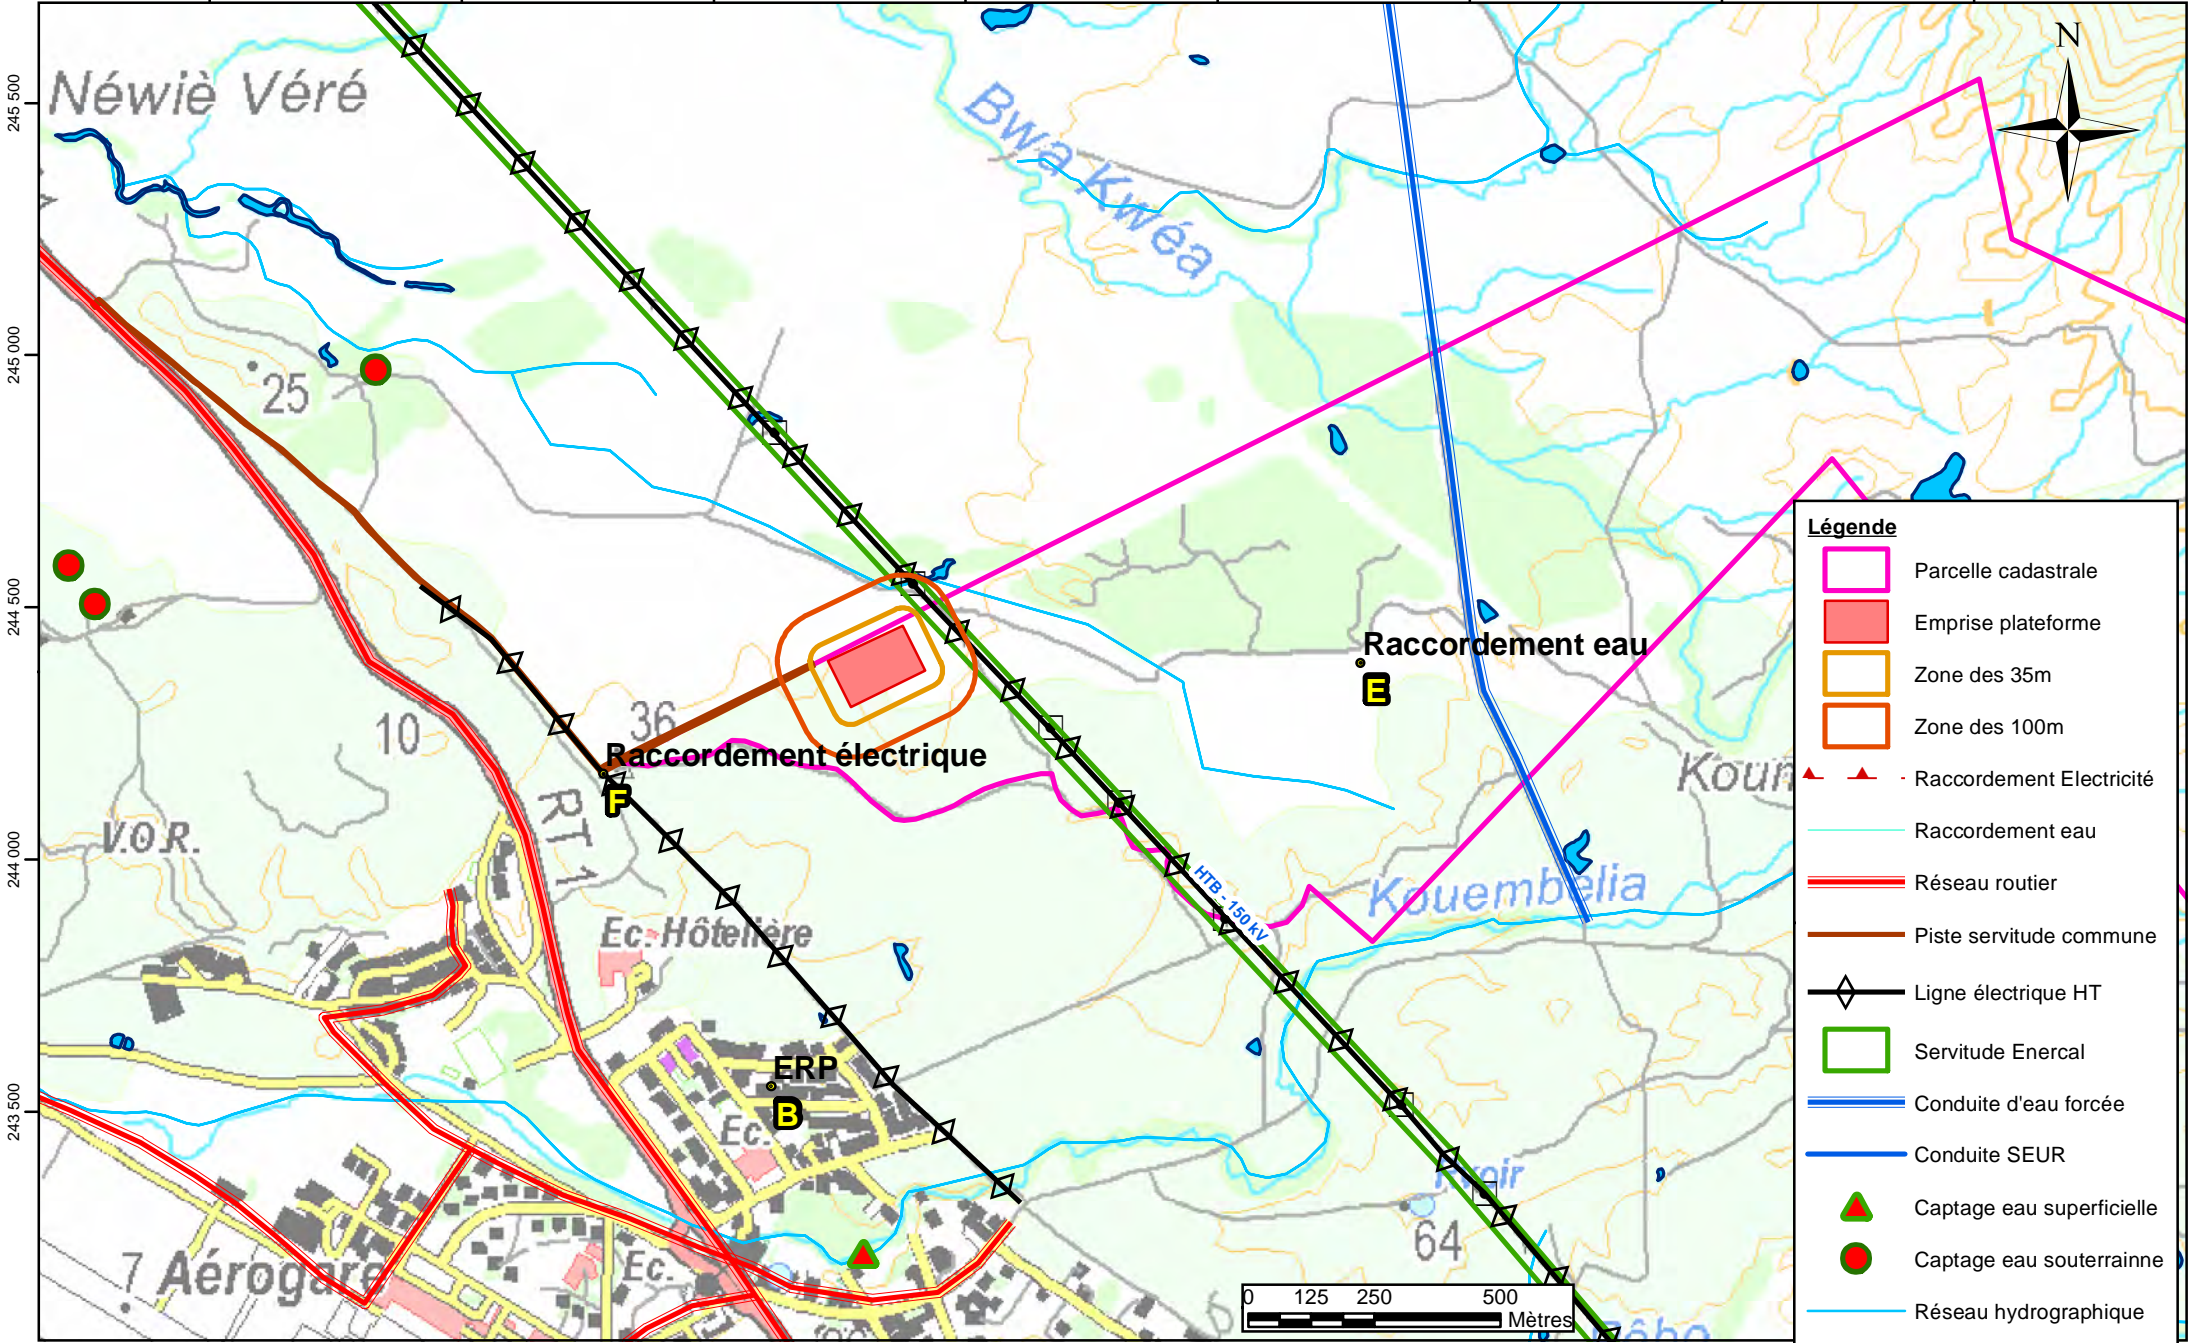 Néwiè Véré
N
245 500
Bwa Kwéa
245 000
25
244 500
Raccordement eau
E
36
10
Raccordement électrique
F
RT 1
V.O.R.
244 000
Ec. Hôtelière
HTB - 150 kV
Kouembelia
ERP
B
Ec.
243 500
64
7
Aérogare
Ec.
0 125 250 500
Mètres
Légende
Parcelle cadastrale
Emprise plateforme
Zone des 35m
Zone des 100m
Raccordement Electricité
Raccordement eau
Réseau routier
Piste servitude commune
Ligne électrique HT
Servitude Enercal
Conduite d'eau forcée
Conduite SEUR
Captage eau superficielle
Captage eau souterrainne
Réseau hydrographique